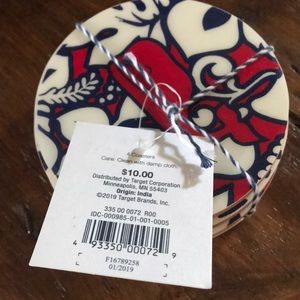 4 Coasters
Care: Clean with damp cloth.
$10.00
Distributed by Target Corporation
Minneapolis, MN 55403
Origin: India
©2019 Target Brands, Inc.
335 00 0072 R00
IDC-000985-01-001-0005
4 93350 00072 9
F16789258
01/2019